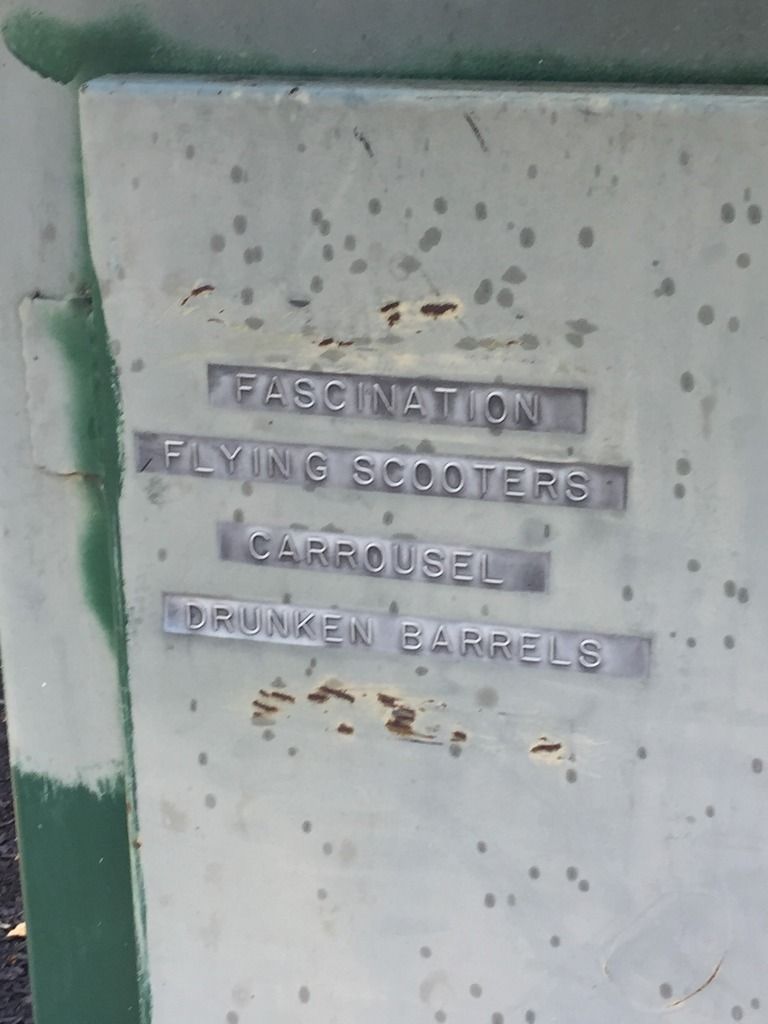 FASCINATION
FLYING SCOOTERS
CARROUSEL
DRUNKEN BARRELS